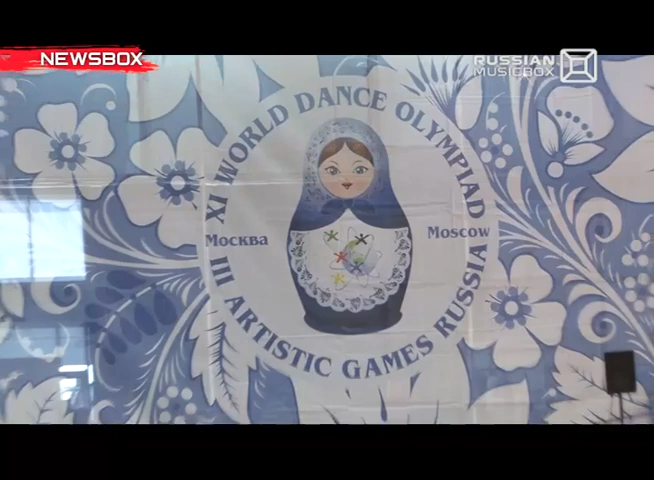 NEWSBOX
RUSSIAN
MUSICBOX
XI WORLD DANCE OLYMPIAD
Москва
Moscow
III ARTISTIC GAMES RUSSIA